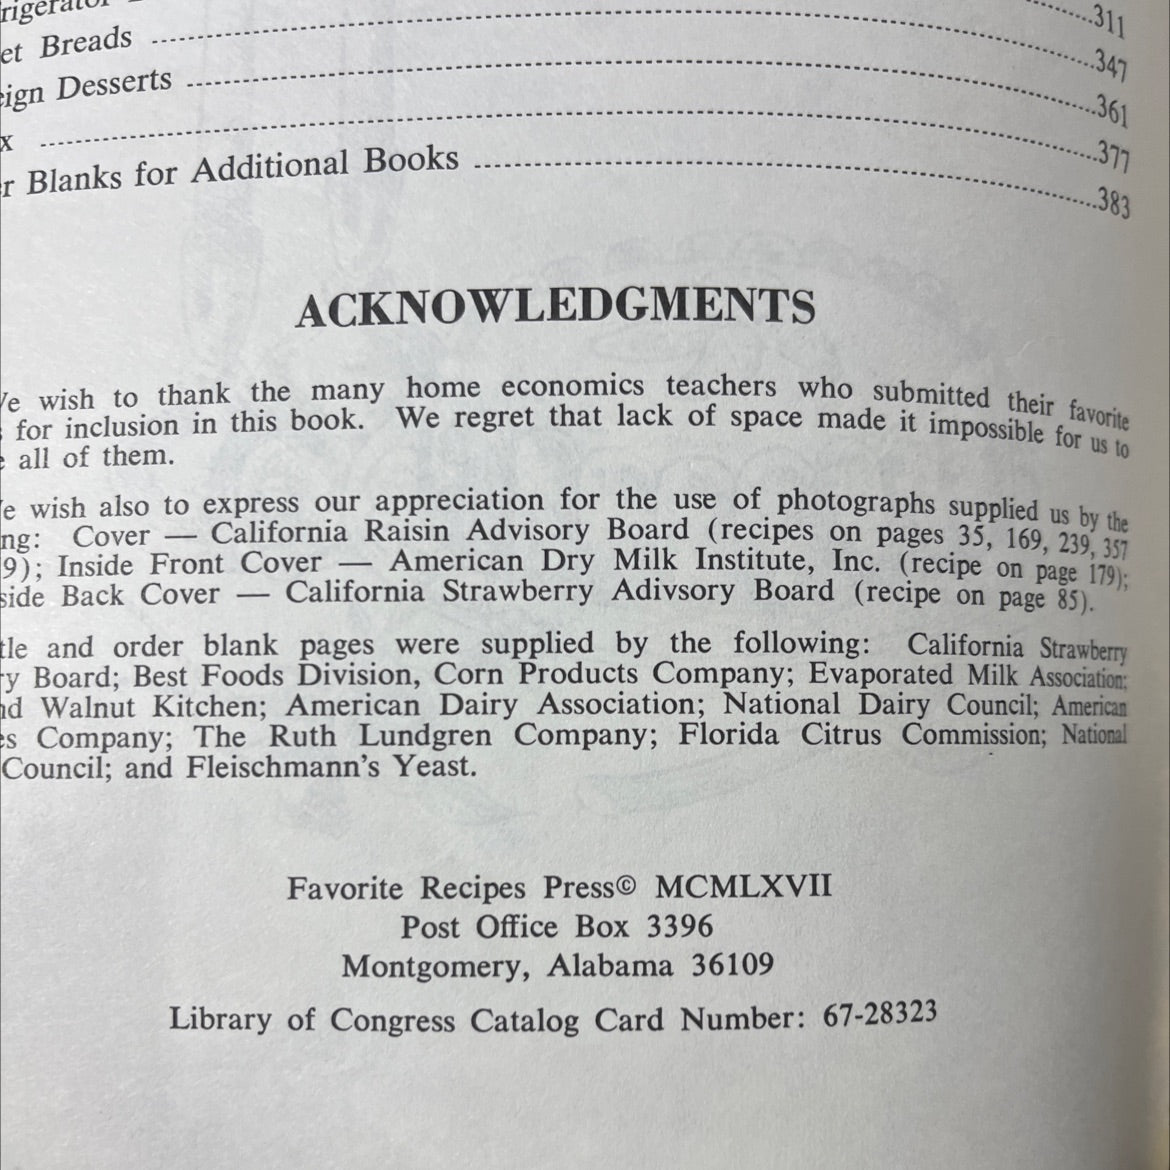 rigerator 311
et Breads 347
ign Desserts 361
x 377
r Blanks for Additional Books 383
ACKNOWLEDGMENTS
We wish to thank the many home economics teachers who submitted their favorite
for inclusion in this book. We regret that lack of space made it impossible for us to
all of them.
We wish also to express our appreciation for the use of photographs supplied us by the
ng: Cover — California Raisin Advisory Board (recipes on pages 35, 169, 239, 357
9); Inside Front Cover — American Dry Milk Institute, Inc. (recipe on page 179);
side Back Cover — California Strawberry Adivsory Board (recipe on page 85).
tle and order blank pages were supplied by the following: California Strawberry
y Board; Best Foods Division, Corn Products Company; Evaporated Milk Association;
nd Walnut Kitchen; American Dairy Association; National Dairy Council; American
es Company; The Ruth Lundgren Company; Florida Citrus Commission; National
Council; and Fleischmann's Yeast.
Favorite Recipes Press© MCMLXVII
Post Office Box 3396
Montgomery, Alabama 36109
Library of Congress Catalog Card Number: 67-28323